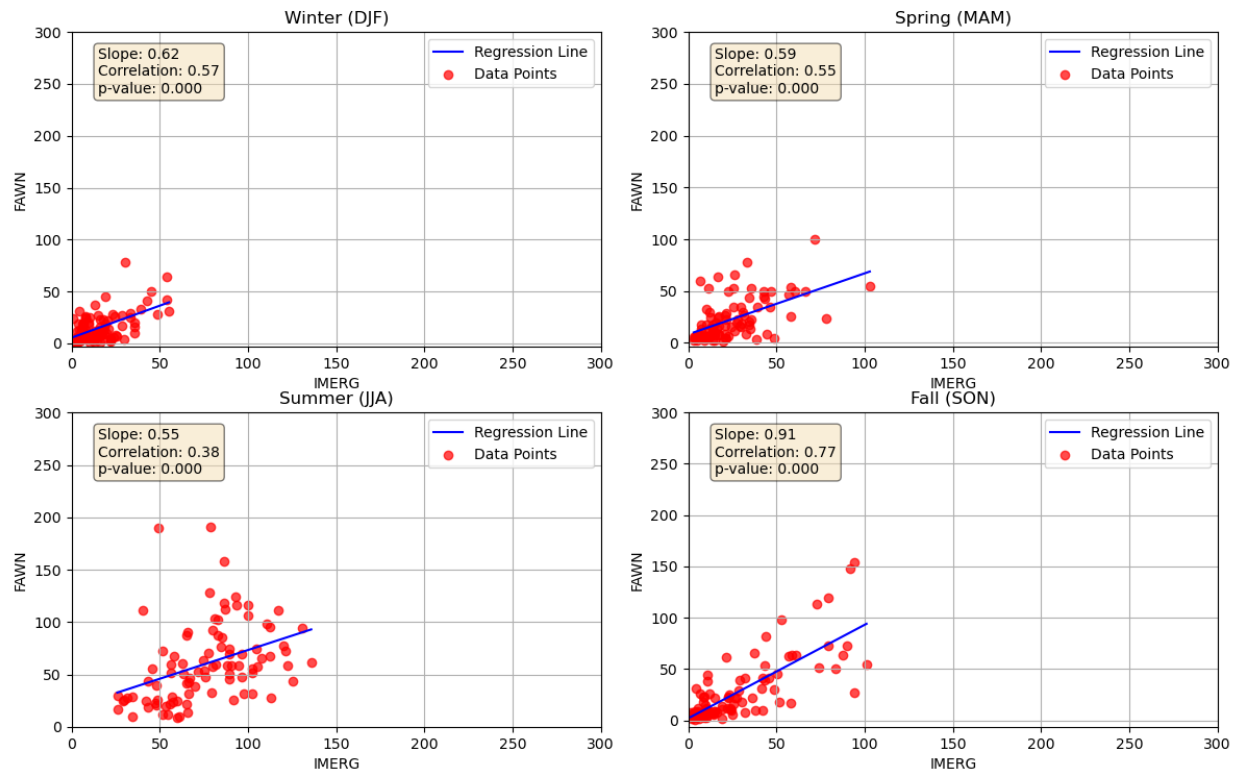 Winter (DJF)
300
250
200
150
100
50
0
FAWN
Slope: 0.62
Correlation: 0.57
p-value: 0.000
Regression Line
Data Points
0 50 100 150 200 250 300
IMERG
Spring (MAM)
300
250
200
150
100
50
0
FAWN
Slope: 0.59
Correlation: 0.55
p-value: 0.000
Regression Line
Data Points
0 50 100 150 200 250 300
IMERG
Summer (JJA)
300
250
200
150
100
50
0
FAWN
Slope: 0.55
Correlation: 0.38
p-value: 0.000
Regression Line
Data Points
0 50 100 150 200 250 300
IMERG
Fall (SON)
300
250
200
150
100
50
0
FAWN
Slope: 0.91
Correlation: 0.77
p-value: 0.000
Regression Line
Data Points
0 50 100 150 200 250 300
IMERG